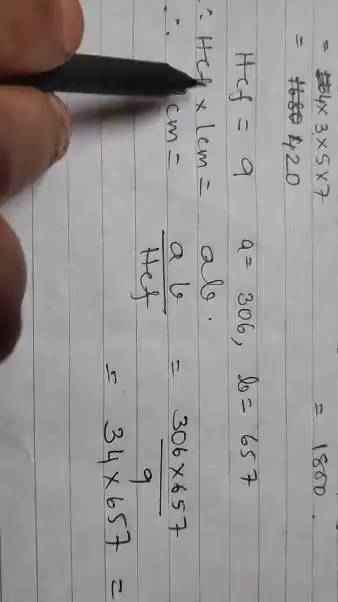 = 4×3×5×7 = 1800.
= 420
Hcf = 9 a= 306, b= 657
∴ Hcf × lcm = ab.
∴ lcm = ab/Hcf = 306×657/9
= 34×657 =